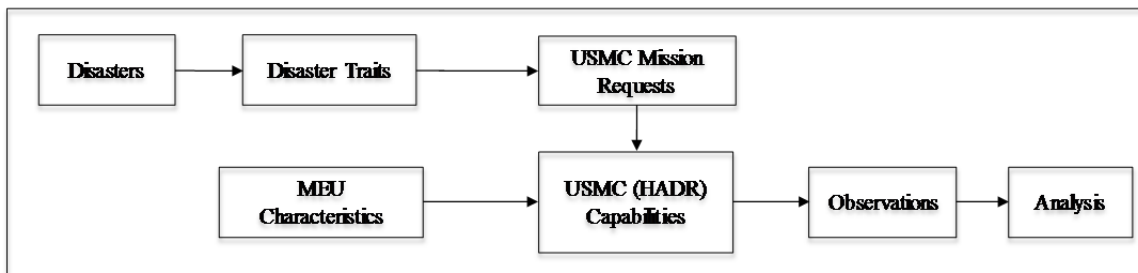 Disasters
Disaster Traits
USMC Mission
Requests
MEU
Characteristics
USMC (HADR)
Capabilities
Observations
Analysis